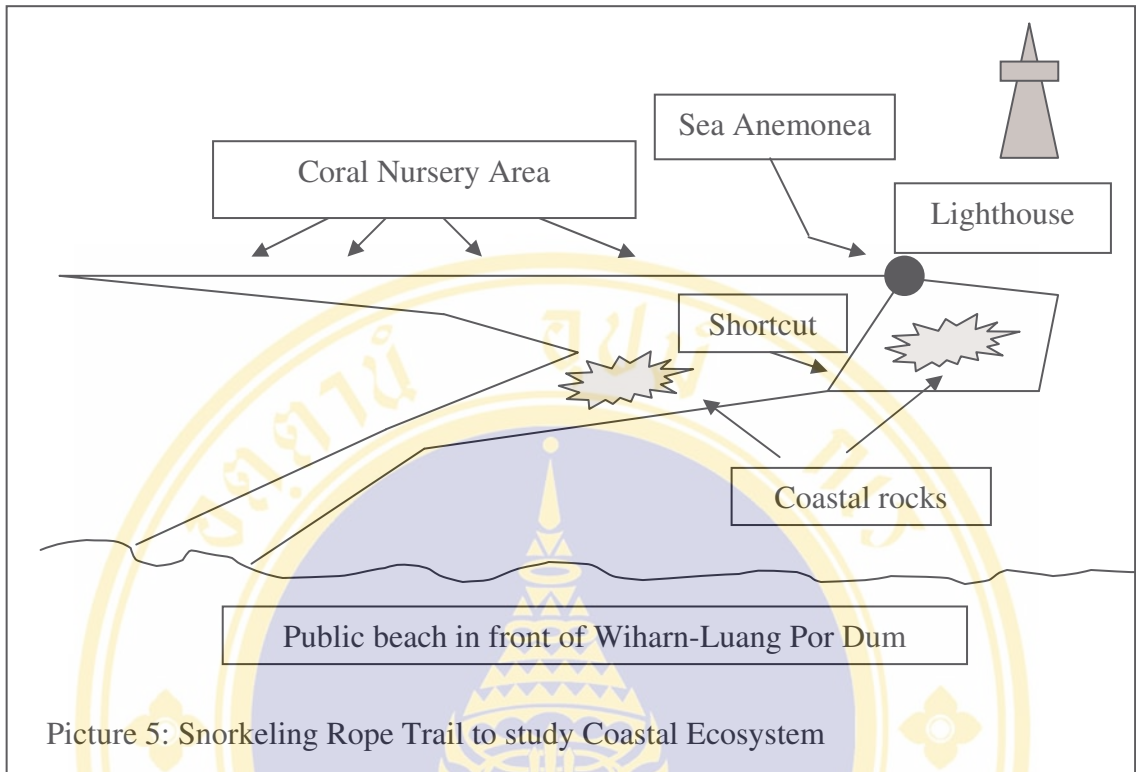 Sea Anemonea
Coral Nursery Area
Lighthouse
Shortcut
Coastal rocks
Public beach in front of Wiharn-Luang Por Dum
Picture 5: Snorkeling Rope Trail to study Coastal Ecosystem